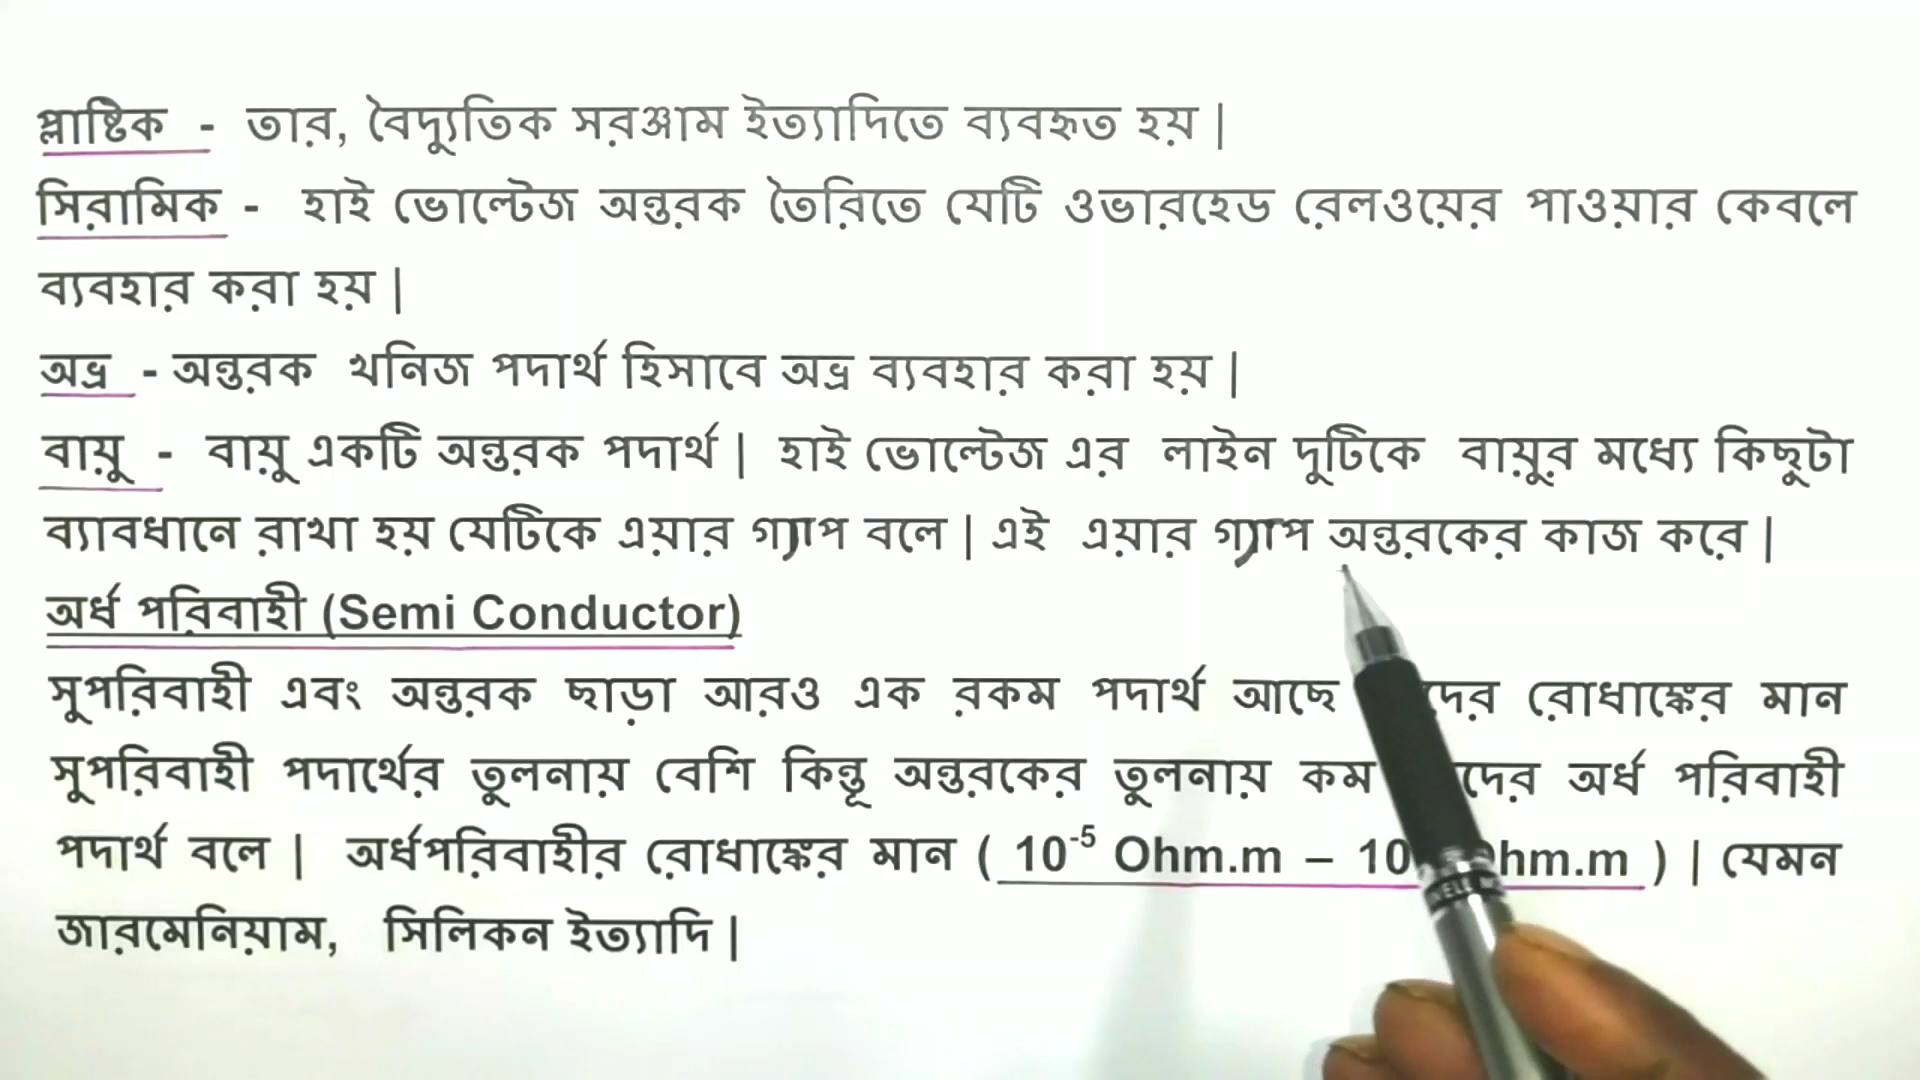 প্লাষ্টিক - তার, বৈদ্যুতিক সরঞ্জাম ইত্যাদিতে ব্যবহৃত হয় |
সিরামিক - হাই ভোল্টেজ অন্তরক তৈরিতে যেটি ওভারহেড রেলওয়ের পাওয়ার কেবলে
ব্যবহার করা হয় |
অভ্র - অন্তরক খনিজ পদার্থ হিসাবে অভ্র ব্যবহার করা হয় |
বায়ু - বায়ু একটি অন্তরক পদার্থ | হাই ভোল্টেজ এর লাইন দুটিকে বায়ুর মধ্যে কিছুটা
ব্যাবধানে রাখা হয় যেটিকে এয়ার গ্যাপ বলে | এই এয়ার গ্যাপ অন্তরকের কাজ করে |
অর্ধ পরিবাহী (Semi Conductor)
সুপরিবাহী এবং অন্তরক ছাড়া আরও এক রকম পদার্থ আছে রোধাঙ্কের মান
সুপরিবাহী পদার্থের তুলনায় বেশি কিন্তূ অন্তরকের তুলনায় কম অর্ধ পরিবাহী
পদার্থ বলে | অর্ধপরিবাহীর রোধাঙ্কের মান ( 10⁻⁵ Ohm.m – ) | যেমন
জারমেনিয়াম, সিলিকন ইত্যাদি |